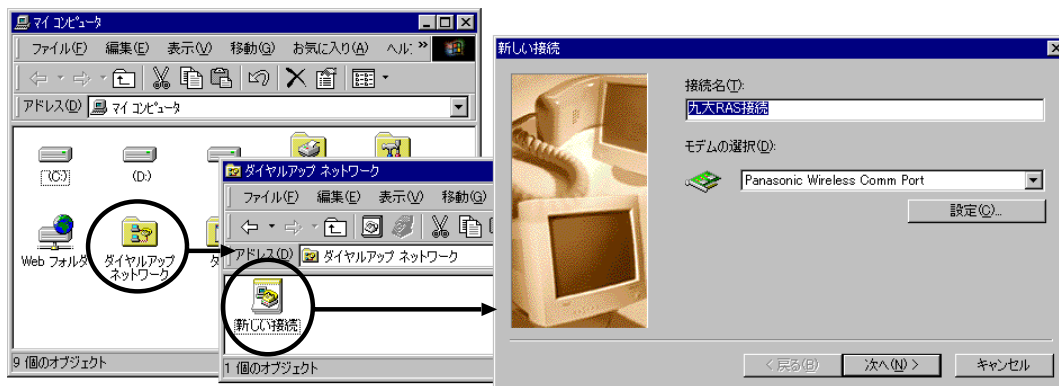 マイ コンピュータ
ファイル(F) 編集(E) 表示(V) 移動(G) お気に入り(A) ヘル: »
アドレス(D) マイ コンピュータ
(C:) (D:)
Web フォルダ ダイヤルアップ ネットワーク タ
9 個のオブジェクト
ダイヤルアップ ネットワーク
ファイル(F) 編集(E) 表示(V) 移動(G)
アドレス(D) ダイヤルアップ ネットワーク
新しい接続
1 個のオブジェクト
新しい接続
接続名(T):
九大RAS接続
モデムの選択(D):
Panasonic Wireless Comm Port
設定(C)...
< 戻る(B) 次へ(N) > キャンセル